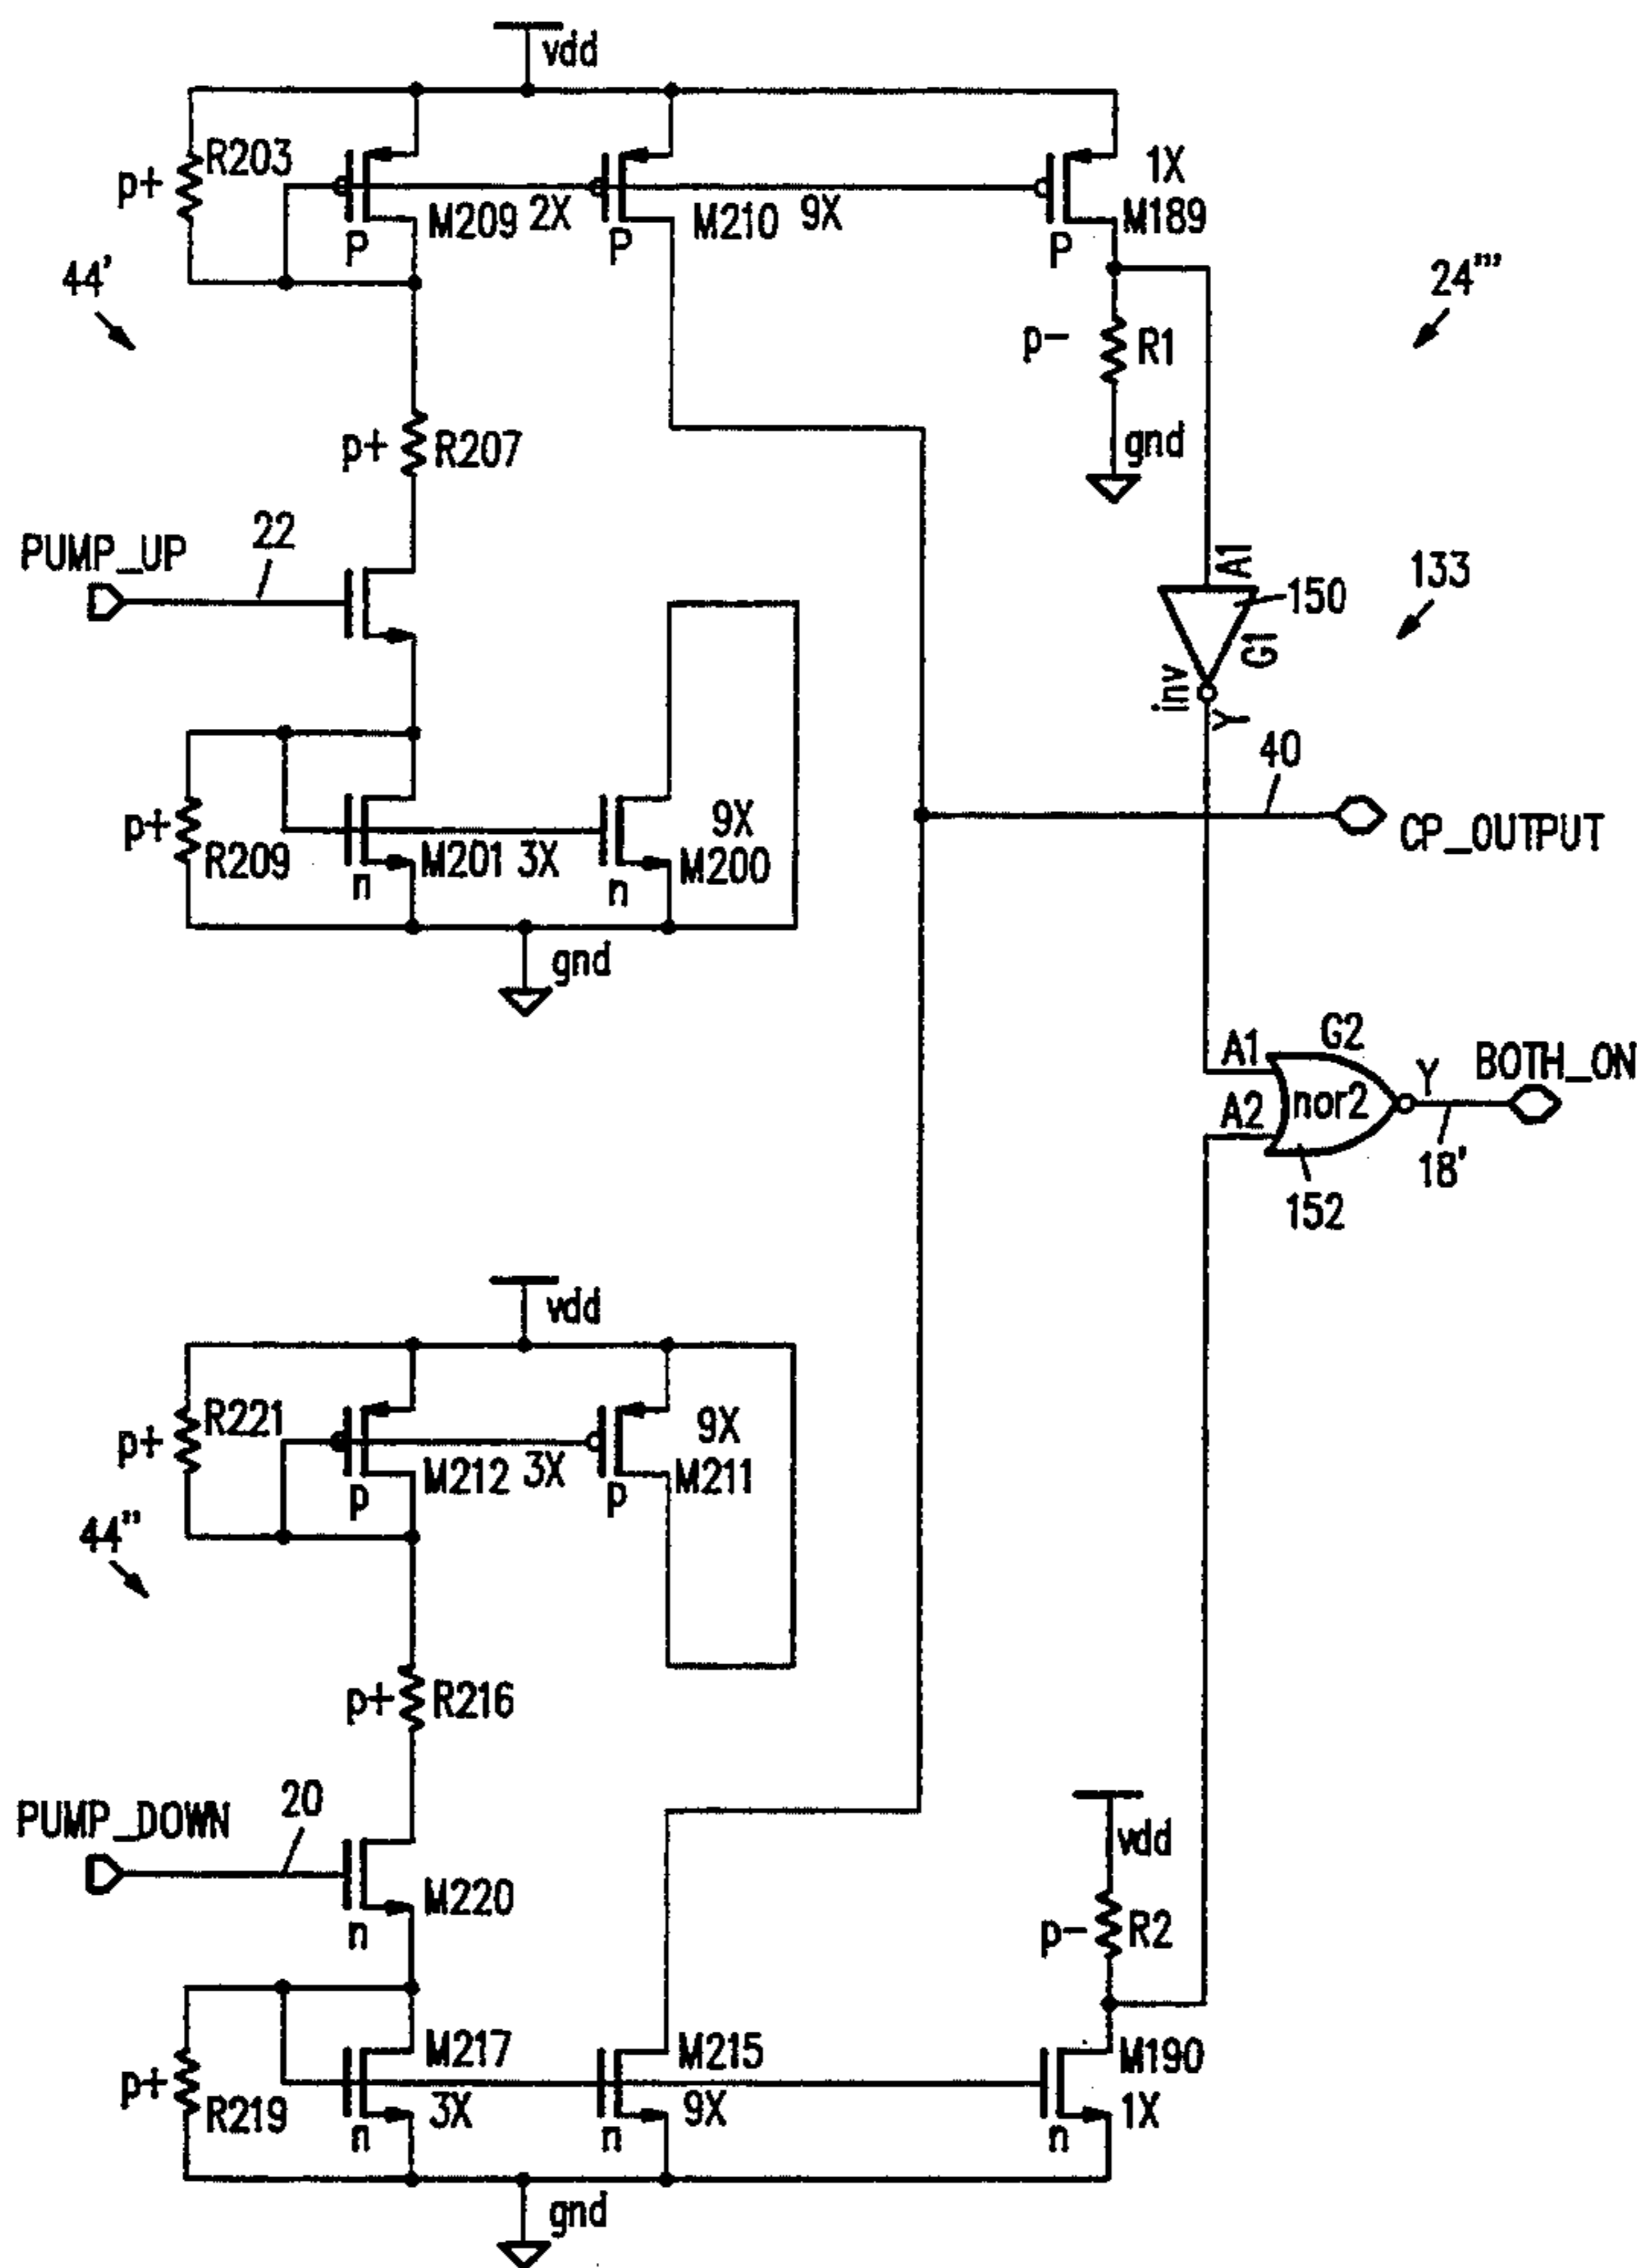 vdd
R203
p+
M209
2X
P
M210
9X
P
1X
M189
P
44'
24'''
p-
R1
gnd
p+
R207
PUMP_UP
22
A1
150
G1
inv
Y
133
40
CP_OUTPUT
p+
R209
M201
3X
n
9X
M200
n
gnd
G2
A1
A2
nor2
Y
BOTH_ON
18'
152
vdd
R221
p+
M212
3X
p
9X
M211
p
44"
p+
R216
PUMP_DOWN
20
M220
n
vdd
p-
R2
p+
R219
M217
3X
n
M215
9X
n
M190
1X
n
gnd